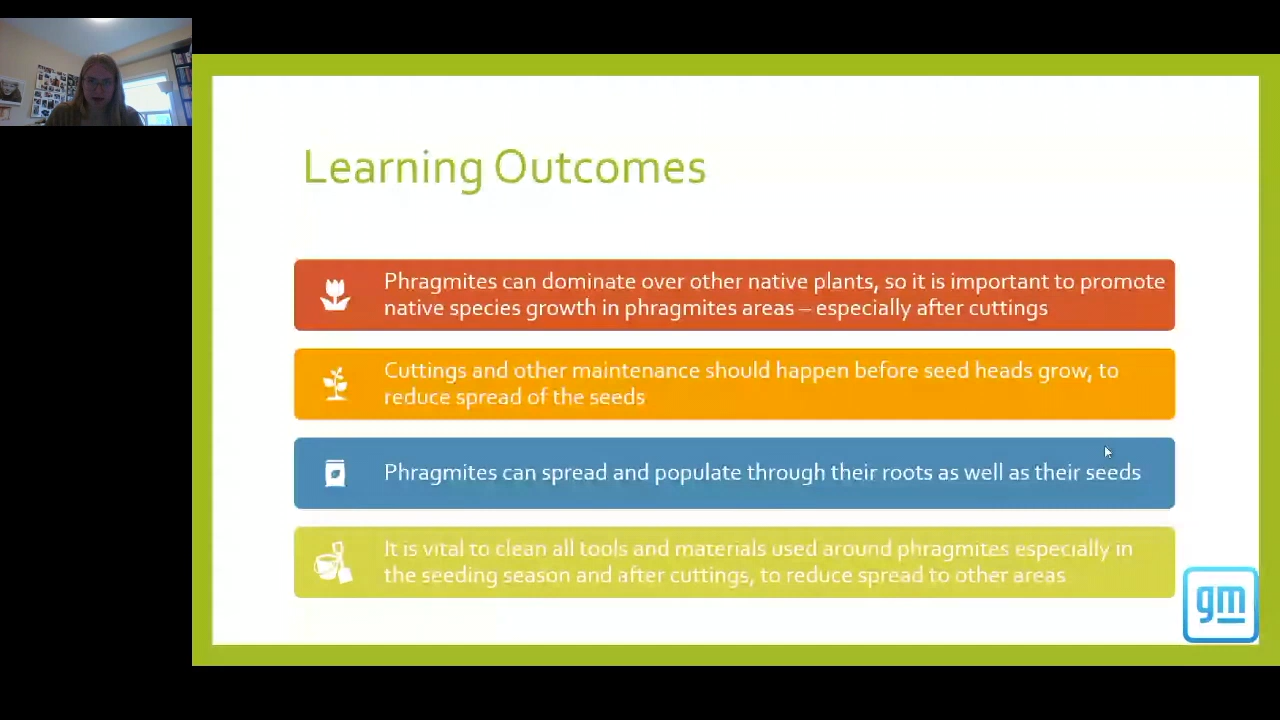 Learning Outcomes
Phragmites can dominate over other native plants, so it is important to promote
native species growth in phragmites areas – especially after cuttings
Cuttings and other maintenance should happen before seed heads grow, to
reduce spread of the seeds
Phragmites can spread and populate through their roots as well as their seeds
It is vital to clean all tools and materials used around phragmites especially in
the seeding season and after cuttings, to reduce spread to other areas
gm